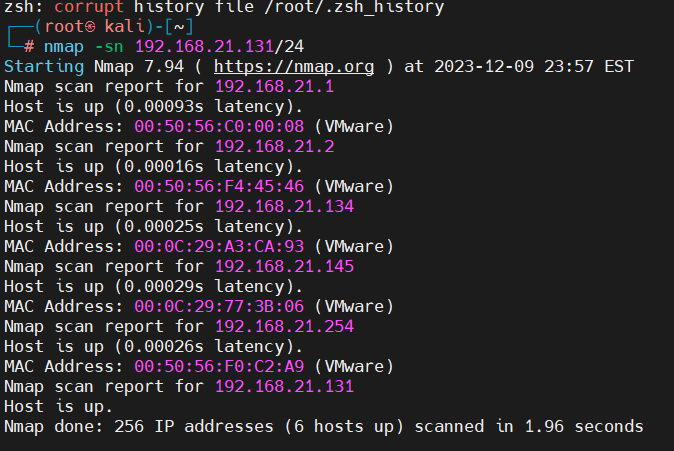 zsh: corrupt history file /root/.zsh_history
┌──(root㉿ kali)-[~]
└─# nmap -sn 192.168.21.131/24
Starting Nmap 7.94 ( https://nmap.org ) at 2023-12-09 23:57 EST
Nmap scan report for 192.168.21.1
Host is up (0.00093s latency).
MAC Address: 00:50:56:C0:00:08 (VMware)
Nmap scan report for 192.168.21.2
Host is up (0.00016s latency).
MAC Address: 00:50:56:F4:45:46 (VMware)
Nmap scan report for 192.168.21.134
Host is up (0.00025s latency).
MAC Address: 00:0C:29:A3:CA:93 (VMware)
Nmap scan report for 192.168.21.145
Host is up (0.00029s latency).
MAC Address: 00:0C:29:77:3B:06 (VMware)
Nmap scan report for 192.168.21.254
Host is up (0.00026s latency).
MAC Address: 00:50:56:F0:C2:A9 (VMware)
Nmap scan report for 192.168.21.131
Host is up.
Nmap done: 256 IP addresses (6 hosts up) scanned in 1.96 seconds